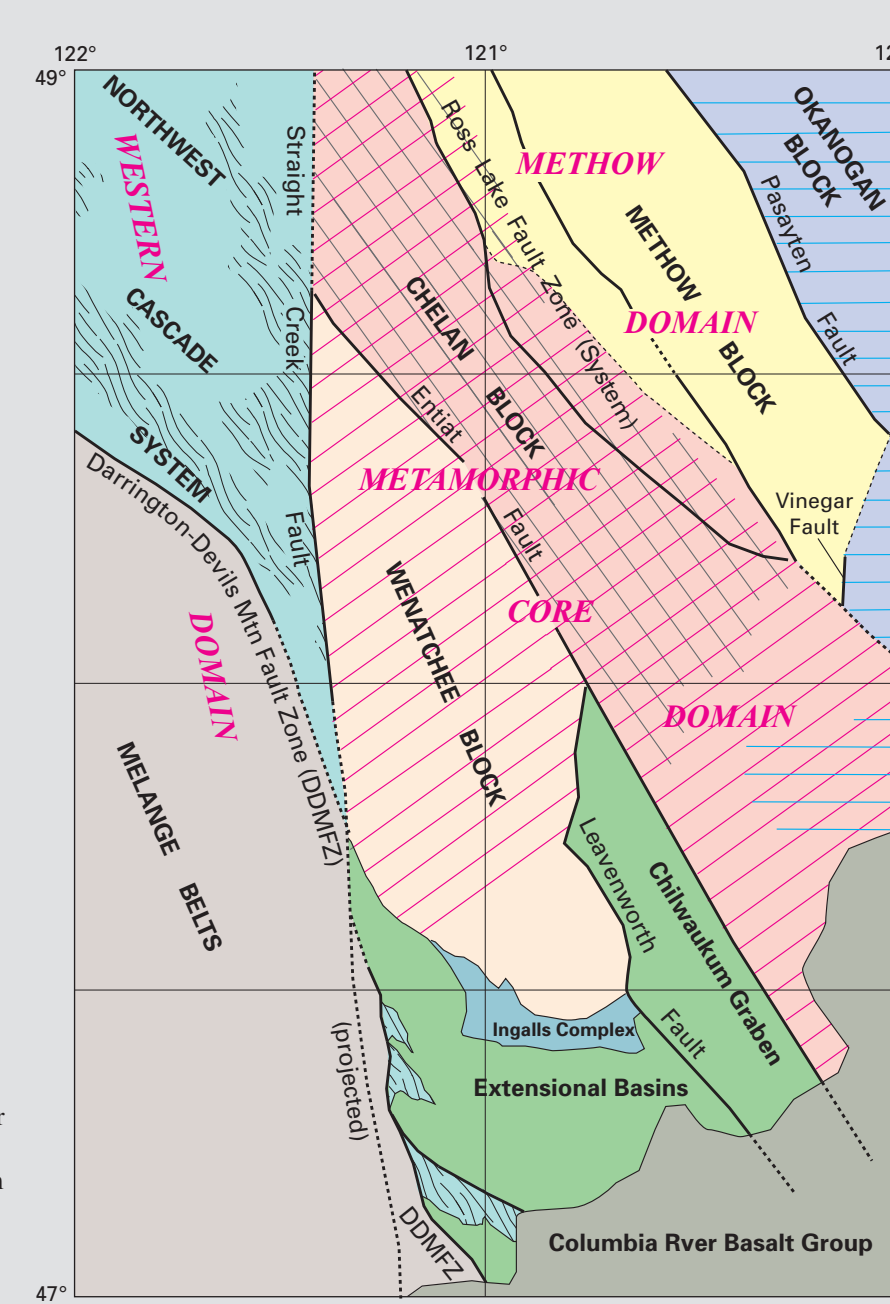 122°
121°
12
49°
NORTHWEST
CASCADE
SYSTEM
WESTERN
DOMAIN
Straight
Creek
Fault
Ross Lake Fault Zone (System)
METHOW
DOMAIN
METHOW
BLOCK
OKANOGAN
BLOCK
Pasayten
Fault
CHELAN
BLOCK
Entiat
Fault
METAMORPHIC
CORE
DOMAIN
Vinegar
Fault
Darrington-Devils Mtn Fault Zone (DDMFZ)
WENATCHEE
BLOCK
MELANGE
BELTS
Leavenworth
Fault
Chilwaukum Graben
Ingalls Complex
Extensional Basins
(projected)
DDMFZ
Columbia Rver Basalt Group
47°